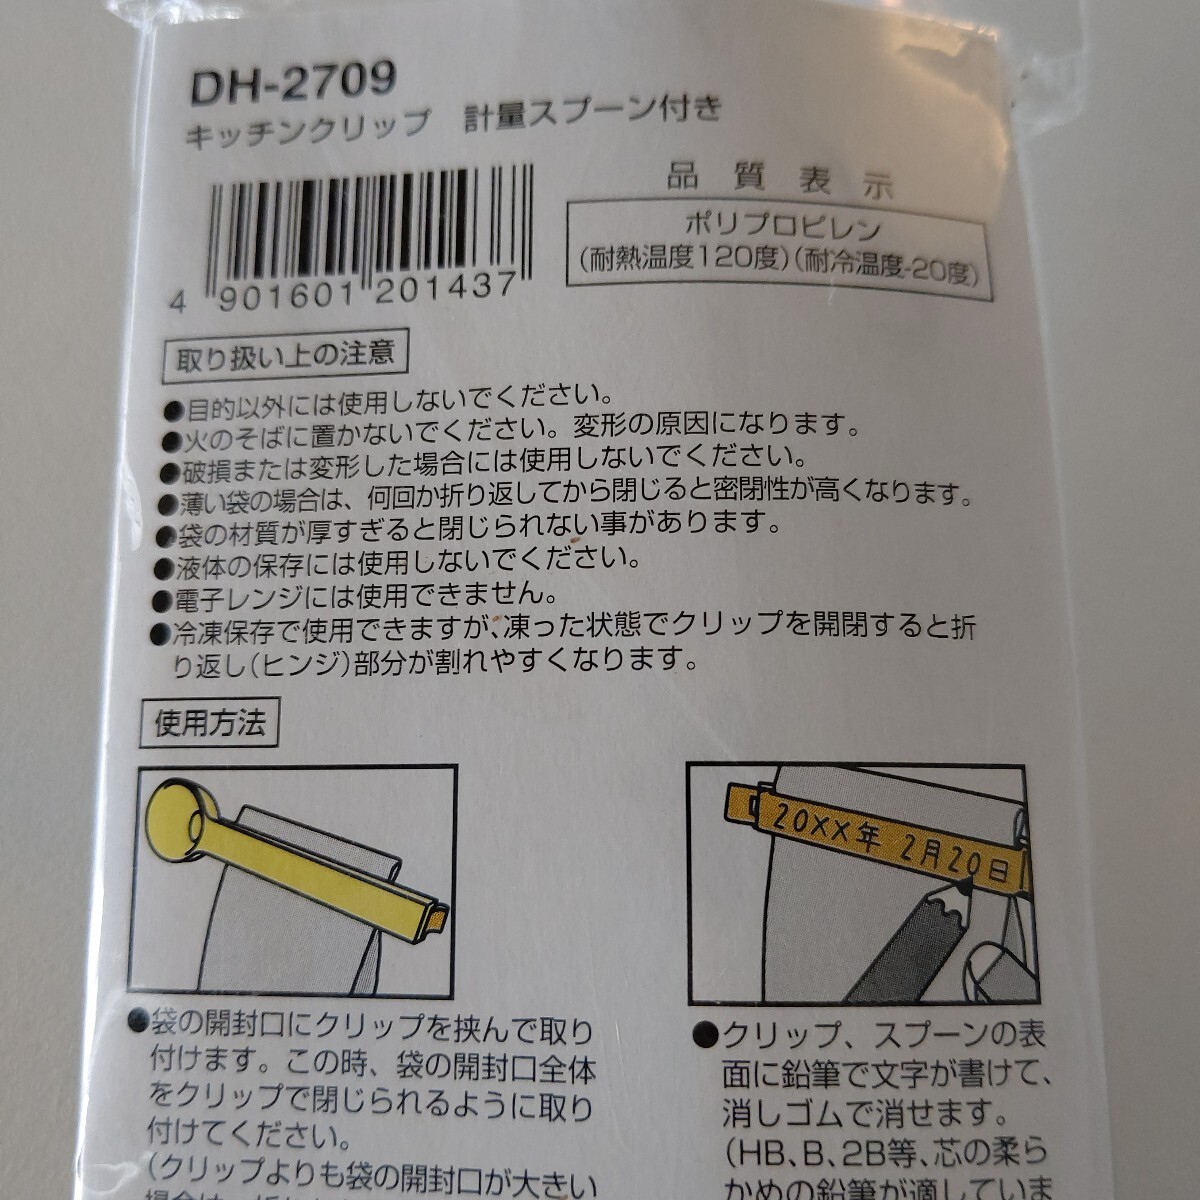 DH-2709
キッチンクリップ 計量スプーン付き
品質表示
ポリプロピレン
(耐熱温度120度)(耐冷温度-20度)
4 901601 201437
取り扱い上の注意
●目的以外には使用しないでください。
●火のそばに置かないでください。変形の原因になります。
●破損または変形した場合には使用しないでください。
●薄い袋の場合は、何回か折り返してから閉じると密閉性が高くなります。
●袋の材質が厚すぎると閉じられない事があります。
●液体の保存には使用しないでください。
●電子レンジには使用できません。
●冷凍保存で使用できますが、凍った状態でクリップを開閉すると折
り返し(ヒンジ)部分が割れやすくなります。
使用方法
20XX年 2月20日
●袋の開封口にクリップを挟んで取り
付けます。この時、袋の開封口全体
をクリップで閉じられるように取り
付けてください。
(クリップよりも袋の開封口が大きい
●クリップ、スプーンの表
面に鉛筆で文字が書けて、
消しゴムで消せます。
(HB、B、2B等、芯の柔ら
かめの鉛筆が適していま